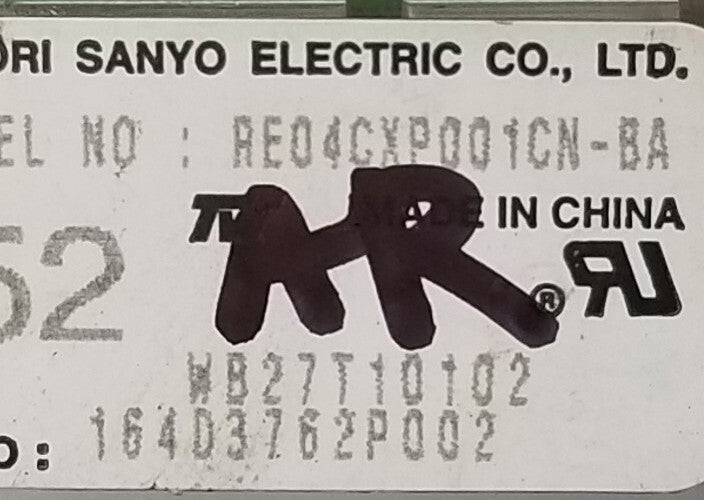 ORI SANYO ELECTRIC CO., LTD.
EL NO : RE04CXP001CN-BA
MADE IN CHINA
52
AR
®
WB27T10102
O: 164D3762P002